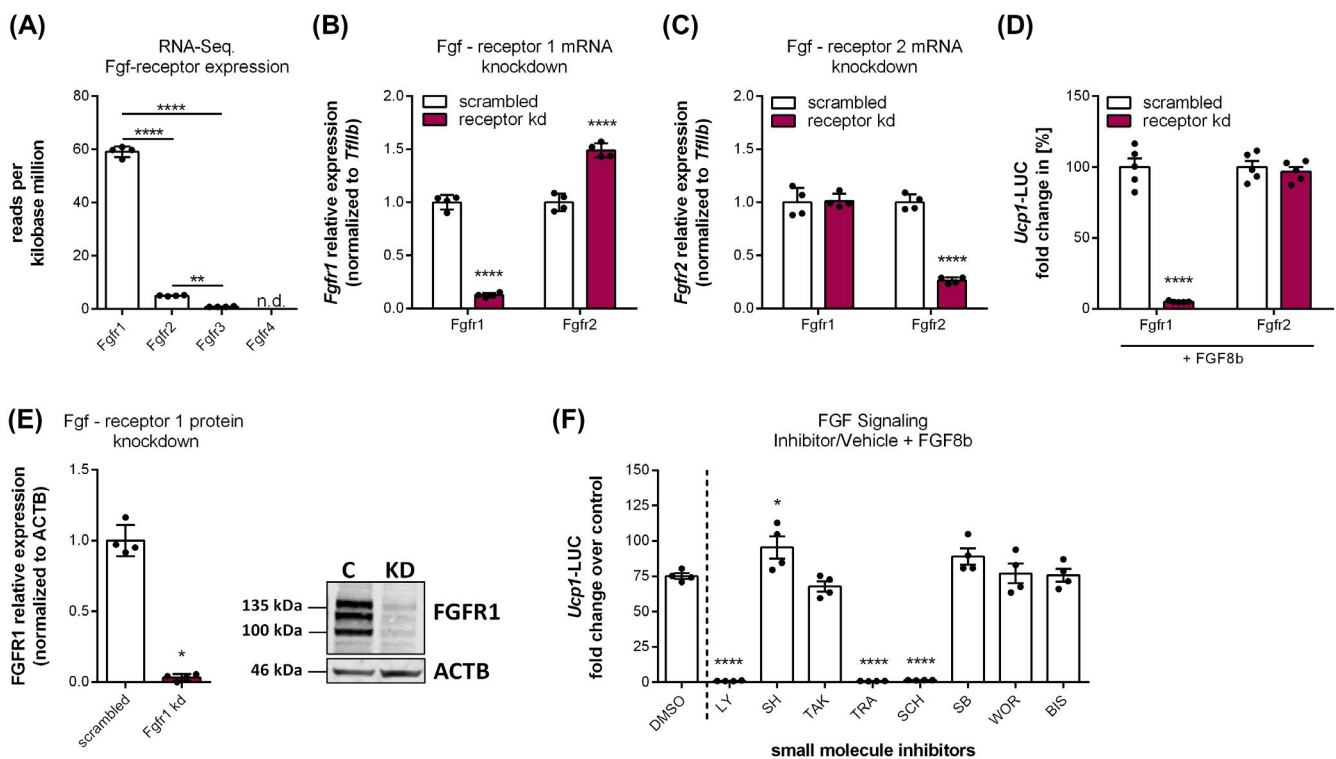 (A)
RNA-Seq.
Fgf-receptor expression
reads per
kilobase million
80
60
40
20
0
****
****
**
n.d.
Fgfr1
Fgfr2
Fgfr3
Fgfr4
(B)
Fgf - receptor 1 mRNA
knockdown
Fgfr1 relative expression
(normalized to TfIIb)
2.0
1.5
1.0
0.5
0.0
scrambled
receptor kd
****
****
Fgfr1
Fgfr2
(C)
Fgf - receptor 2 mRNA
knockdown
Fgfr2 relative expression
(normalized to TfIIb)
2.0
1.5
1.0
0.5
0.0
scrambled
receptor kd
****
Fgfr1
Fgfr2
(D)
Ucp1-LUC
fold change in [%]
150
100
50
0
scrambled
receptor kd
****
Fgfr1
Fgfr2
+ FGF8b
(E)
Fgf - receptor 1 protein
knockdown
FGFR1 relative expression
(normalized to ACTB)
1.5
1.0
0.5
0.0
*
scrambled
Fgfr1 kd
C KD
135 kDa
100 kDa
46 kDa
FGFR1
ACTB
(F)
FGF Signaling
Inhibitor/Vehicle + FGF8b
Ucp1-LUC
fold change over control
150
125
100
75
50
25
0
****
*
****
****
DMSO
LY
SH
TAK
TRA
SCH
SB
WOR
BIS
small molecule inhibitors